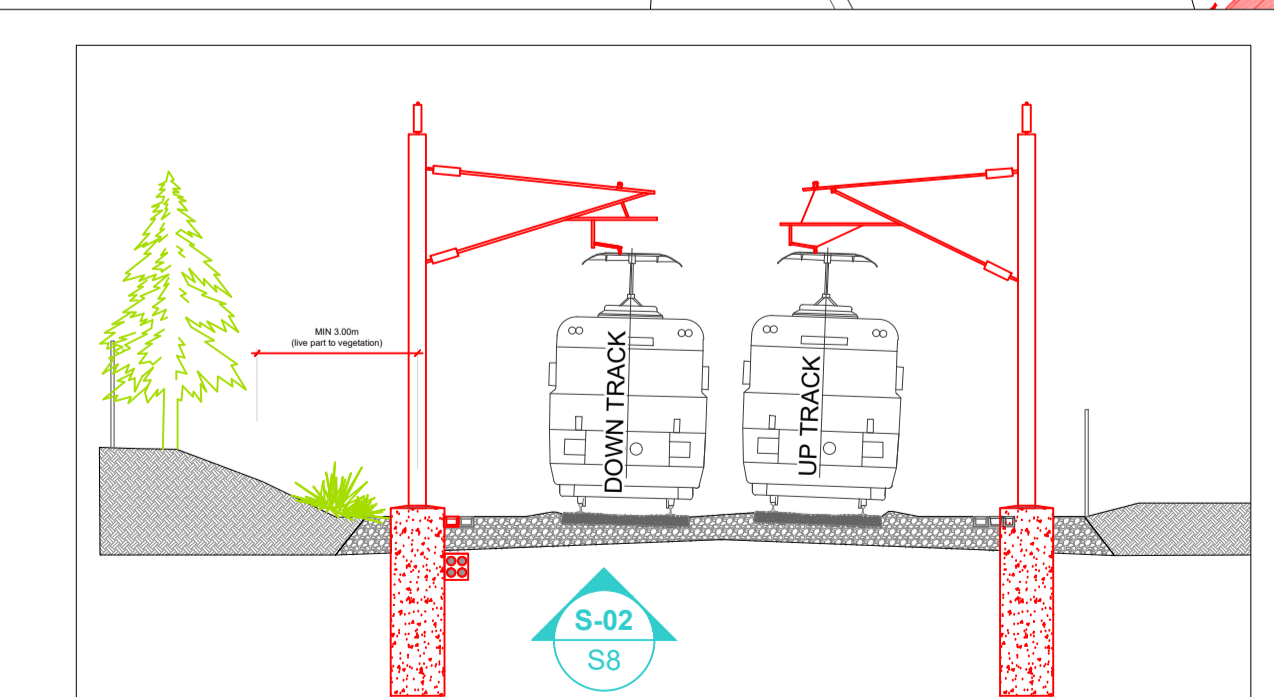 MIN 3.00m
(live part to vegetation)
DOWN TRACK
UP TRACK
S-02
S8